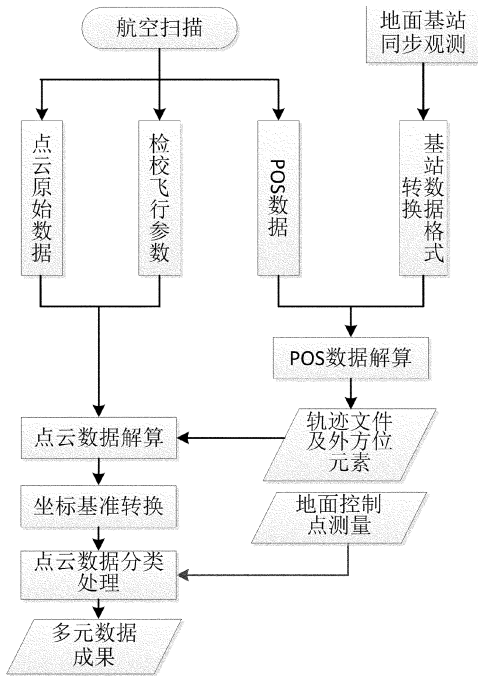 航空扫描
地面基站
同步观测
点云原始数据
检校飞行参数
POS数据
基站数据格式
转换
POS数据解算
点云数据解算
轨迹文件
及外方位
元素
坐标基准转换
地面控制
点测量
点云数据分类
处理
多元数据
成果